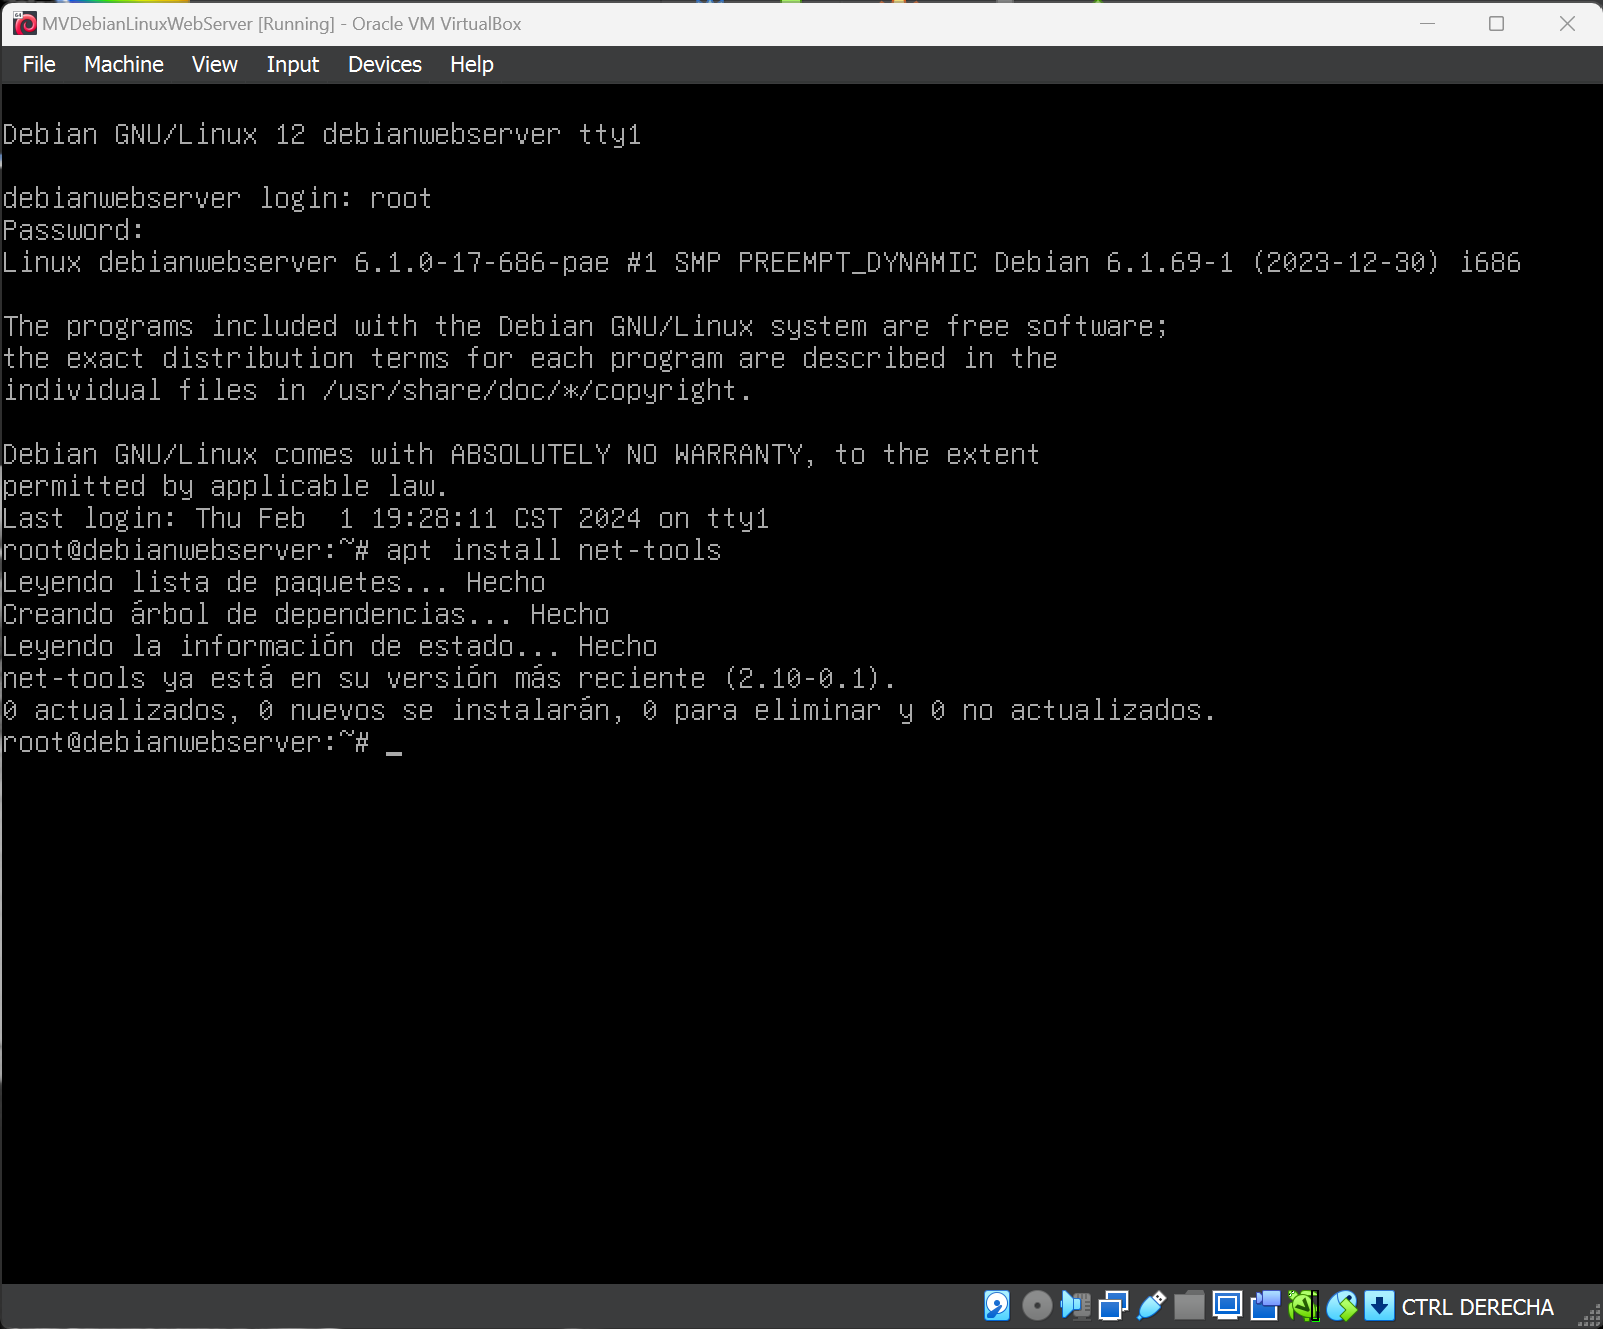 MVDebianLinuxWebServer [Running] - Oracle VM VirtualBox
File Machine View Input Devices Help
Debian GNU/Linux 12 debianwebserver tty1
debianwebserver login: root
Password:
Linux debianwebserver 6.1.0-17-686-pae #1 SMP PREEMPT_DYNAMIC Debian 6.1.69-1 (2023-12-30) i686
The programs included with the Debian GNU/Linux system are free software;
the exact distribution terms for each program are described in the
individual files in /usr/share/doc/*/copyright.
Debian GNU/Linux comes with ABSOLUTELY NO WARRANTY, to the extent
permitted by applicable law.
Last login: Thu Feb  1 19:28:11 CST 2024 on tty1
root@debianwebserver:~# apt install net-tools
Leyendo lista de paquetes... Hecho
Creando árbol de dependencias... Hecho
Leyendo la información de estado... Hecho
net-tools ya está en su versión más reciente (2.10-0.1).
0 actualizados, 0 nuevos se instalarán, 0 para eliminar y 0 no actualizados.
root@debianwebserver:~# _
CTRL DERECHA